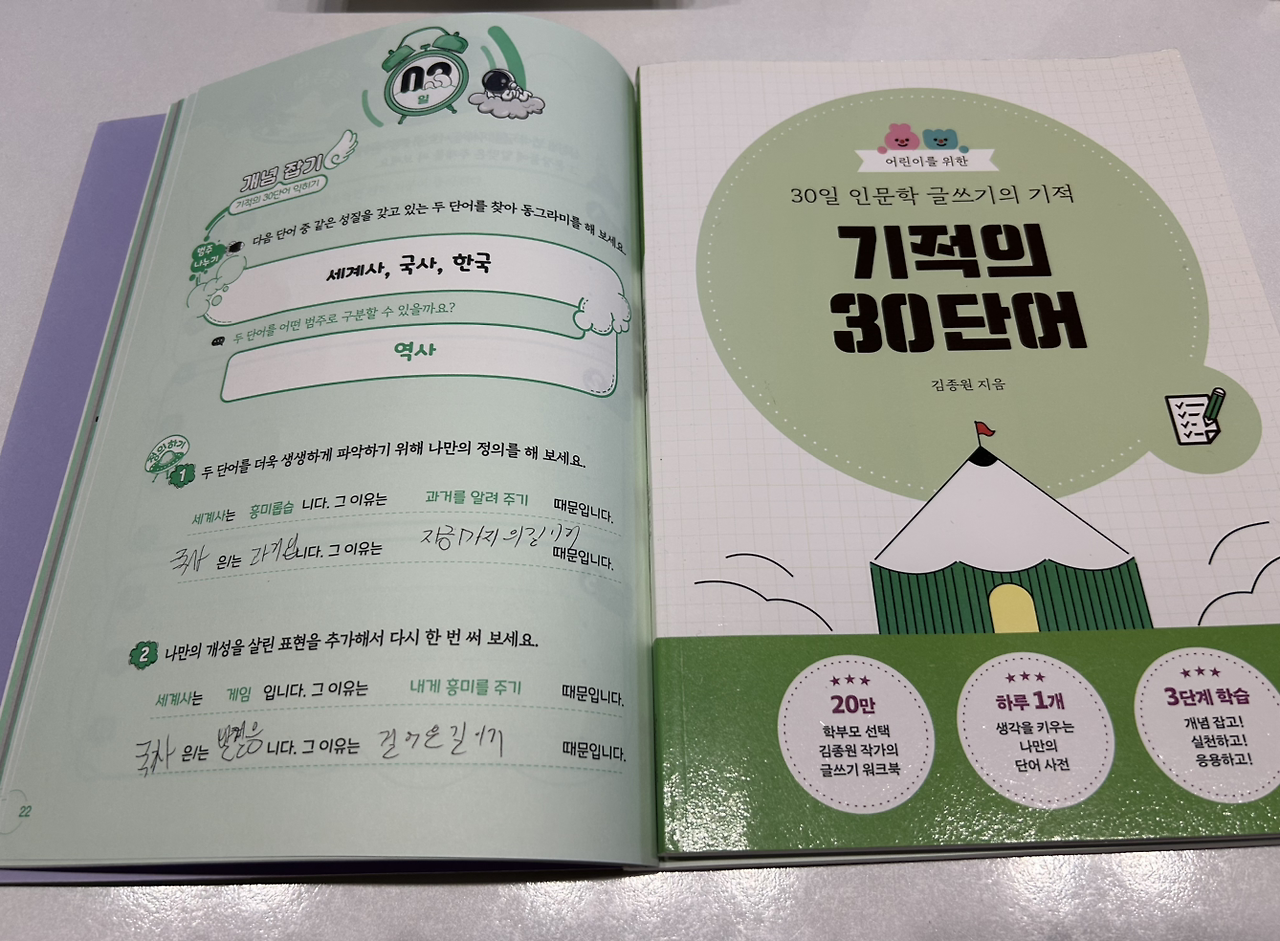 03
일
개념 잡기
기적의 30단어 익히기
범주
나누기
다음 단어 중 같은 성질을 갖고 있는 두 단어를 찾아 동그라미를 해 보세요.
세계사, 국사, 한국
두 단어를 어떤 범주로 구분할 수 있을까요?
역사
정의하기
1 두 단어를 더욱 생생하게 파악하기 위해 나만의 정의를 해 보세요.
세계사는 흥미롭습 니다. 그 이유는 과거를 알려 주기 때문입니다.
국사 은/는 니다. 그 이유는 때문입니다.
2 나만의 개성을 살린 표현을 추가해서 다시 한 번 써 보세요.
세계사는 게임 입니다. 그 이유는 내게 흥미를 주기 때문입니다.
국사 은/는 니다. 그 이유는 때문입니다.
22
어린이를 위한
30일 인문학 글쓰기의 기적
기적의
30단어
김종원 지음
20만
학부모 선택
김종원 작가의
글쓰기 워크북
하루 1개
생각을 키우는
나만의
단어 사전
3단계 학습
개념 잡고!
실천하고!
응용하고!